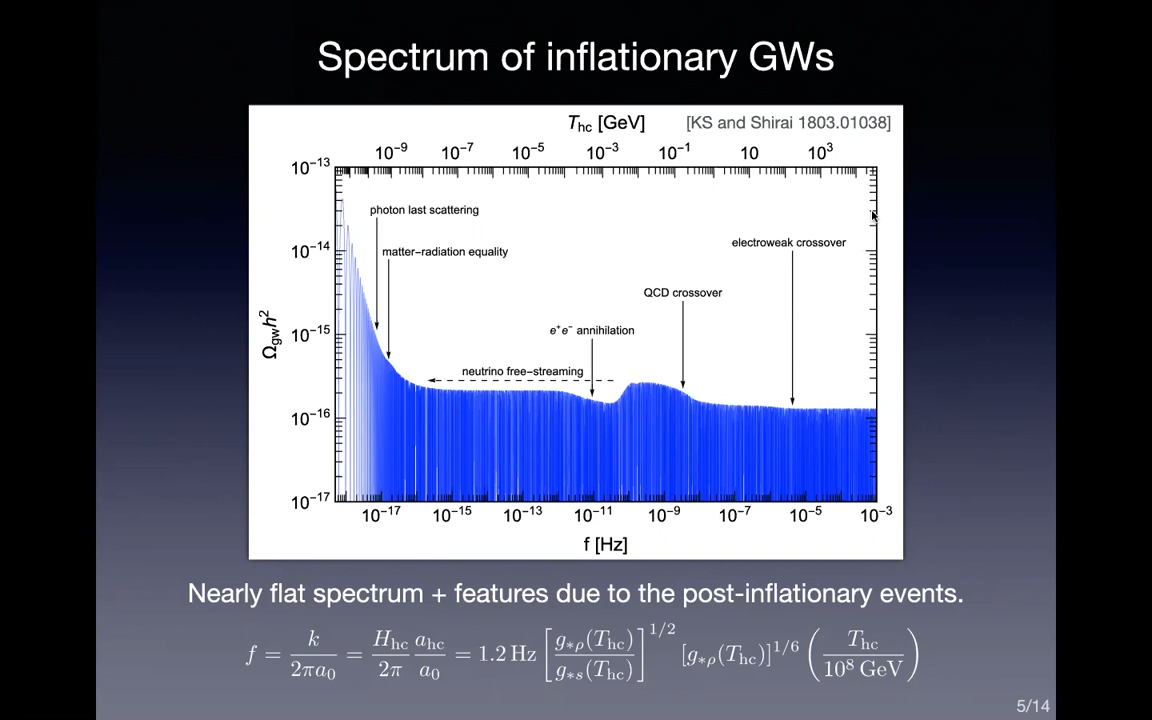 Spectrum of inflationary GWs
T_hc [GeV]
[KS and Shirai 1803.01038]
10⁻⁹ 10⁻⁷ 10⁻⁵ 10⁻³ 10⁻¹ 10 10³
10⁻¹³
photon last scattering
electroweak crossover
10⁻¹⁴
matter−radiation equality
QCD crossover
Ω_gw h²
10⁻¹⁵
e⁺e⁻ annihilation
neutrino free−streaming
10⁻¹⁶
10⁻¹⁷
10⁻¹⁷ 10⁻¹⁵ 10⁻¹³ 10⁻¹¹ 10⁻⁹ 10⁻⁷ 10⁻⁵ 10⁻³
f [Hz]
Nearly flat spectrum + features due to the post-inflationary events.
f = k/(2πa₀) = (H_hc/2π)(a_hc/a₀) = 1.2 Hz [g_*ρ(T_hc)/g_*s(T_hc)]^{1/2} [g_*ρ(T_hc)]^{1/6} (T_hc/10⁸ GeV)
5/14